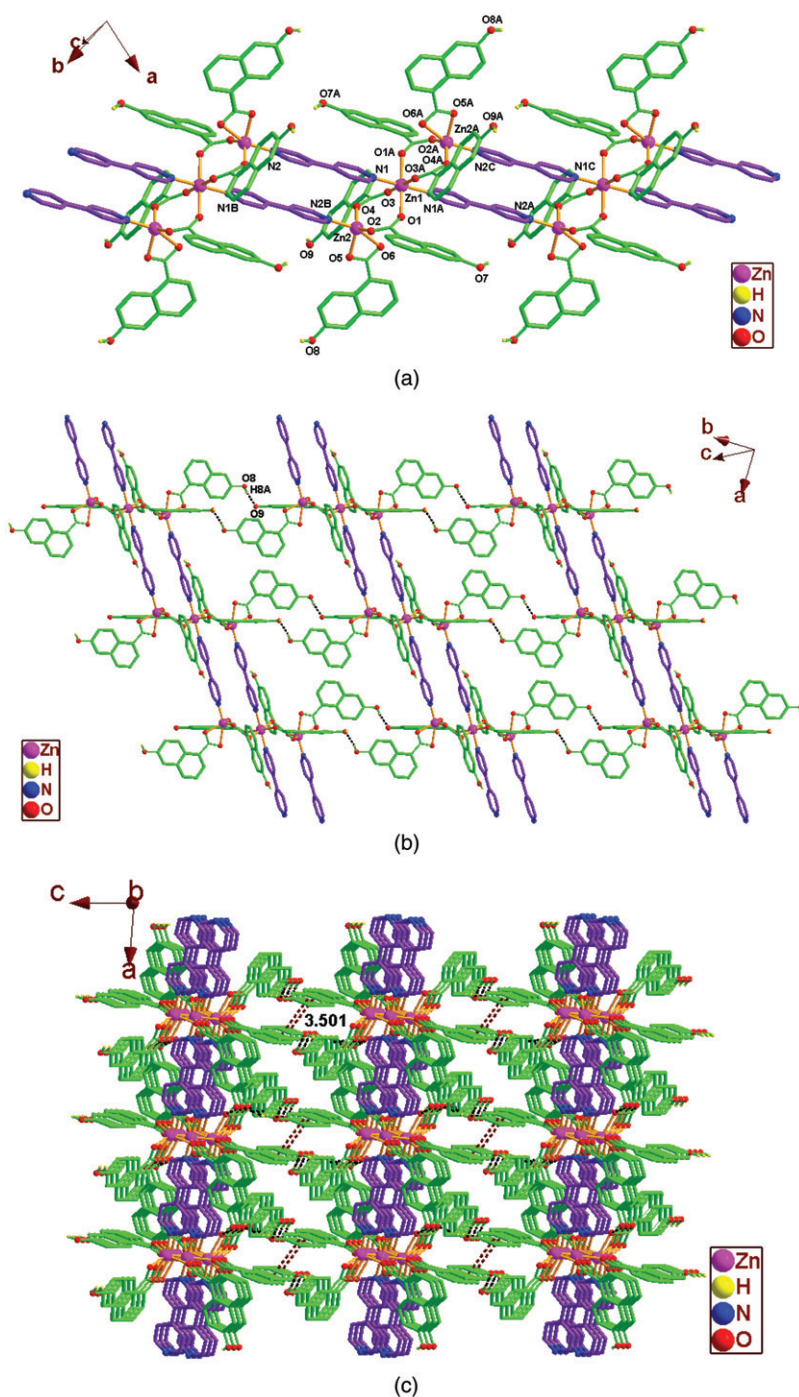 O8A
c
b
a
O7A
O6A
O5A
Zn2A
O9A
O1A
O2A
N2
N1
O3A
O4A
N2C
N1C
N1B
N2B
O4
O3
Zn1
N1A
N2A
Zn2
O2
O1
O9
O5
O6
O7
O8
Zn
H
N
O
(a)
b
c
a
O8
H8A
O9
Zn
H
N
O
(b)
c
b
a
3.501
Zn
H
N
O
(c)